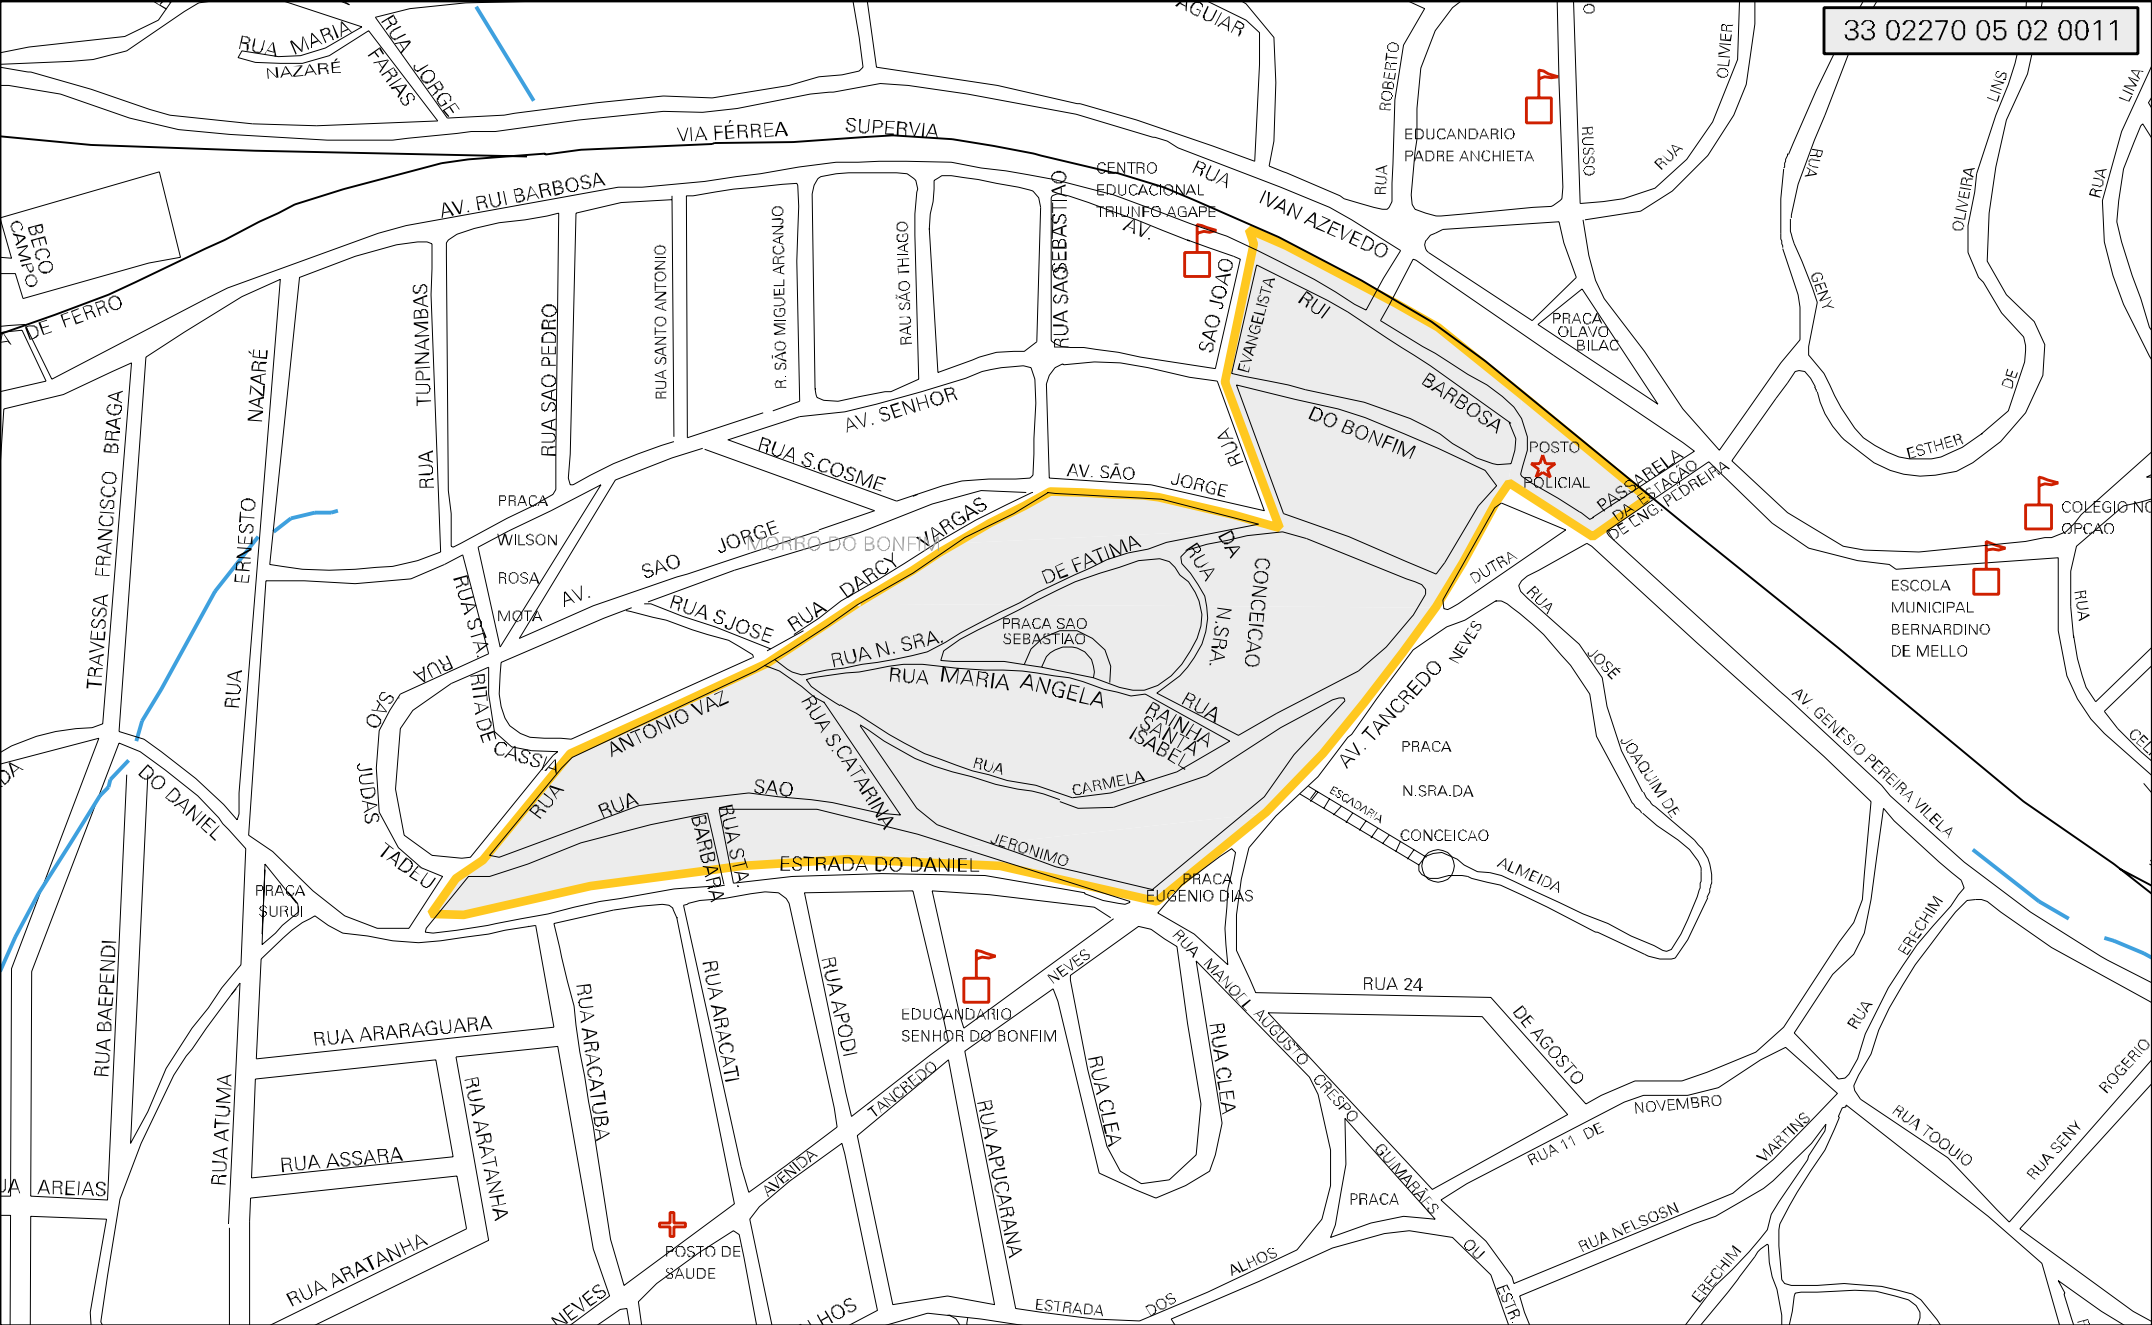 33 02270 05 02 0011
AGUIAR
RUA MARIA
NAZARÉ
RUA JORGE
FARIAS
VIA FÉRREA SUPERVIA
AV. RUI BARBOSA
BECO
CAMPO
DE FERRO
RUA ROBERTO
EDUCANDARIO
PADRE ANCHIETA
RUSSO
RUA OLIVIER
RUA
LINS
OLIVEIRA
RUA LIMA
GENY
DE
ESTHER
CENTRO
EDUCACIONAL
TRIUNFO AGAPE
AV.
RUA IVAN AZEVEDO
PRACA
OLAVO
BILAC
RUA TUPINAMBAS
RUA SAO PEDRO
RUA SANTO ANTONIO
R. SÃO MIGUEL ARCANJO
RAU SÃO THIAGO
RUA SAO SEBASTIAO
SAO JOAO
EVANGELISTA
RUA
RUI
BARBOSA
DO BONFIM
POSTO
POLICIAL
PASSARELA
DA ESTAÇÃO
DE ENG. PEDREIRA
COLEGIO NO
OPCAO
ESCOLA
MUNICIPAL
BERNARDINO
DE MELLO
RUA
TRAVESSA FRANCISCO BRAGA
RUA ERNESTO NAZARÉ
AV. SENHOR
RUA S.COSME
AV. SÃO JORGE
PRACA
WILSON
ROSA
MOTA
AV. SAO JORGE
MORRO DO BONFIM
RUA DARCY VARGAS
RUA S.JOSE
RUA STA. RITA DE CASSIA
RUA
SAO
JUDAS
TADEU
RUA N. SRA.
DE FATIMA
RUA
DA
CONCEICAO
N.SRA.
PRACA SAO
SEBASTIAO
RUA MARIA ANGELA
RUA
RAINHA
SANTA
ISABEL
RUA CARMELA
RUA S.CATARINA
RUA ANTONIO VAZ
RUA SAO
JERONIMO
RUA STA.
BARBARA
ESTRADA DO DANIEL
PRACA
EUGENIO DIAS
DUTRA
RUA
JOSÉ
JOAQUIM DE
ALMEIDA
AV. TANCREDO NEVES
PRACA
N.SRA.DA
CONCEICAO
ESCADARIA
AV. GENESIO PEREIRA VILELA
DA
DO DANIEL
PRACA
SURUI
RUA BAEPENDI
RUA ATUMA
RUA ARARAGUARA
RUA ASSARA
RUA ARATANHA
RUA ARATANHA
AREIAS
RUA ARACATUBA
RUA ARACATI
RUA APODI
EDUCANDARIO
SENHOR DO BONFIM
AVENIDA TANCREDO NEVES
RUA APUCARANA
RUA CLEA
RUA CLEA
POSTO DE
SAUDE
NEVES
RUA MANOEL AUGUSTO CRESPO GUIMARÃES
RUA 24
DE AGOSTO
RUA 11 DE NOVEMBRO
RUA ERECHIM
RUA TOQUIO
RUA SENY
ROGERIO
PRACA
RUA NELSOSN MARTINS
ESTRADA DOS ALHOS
OU
ESTR.
ERECHIM